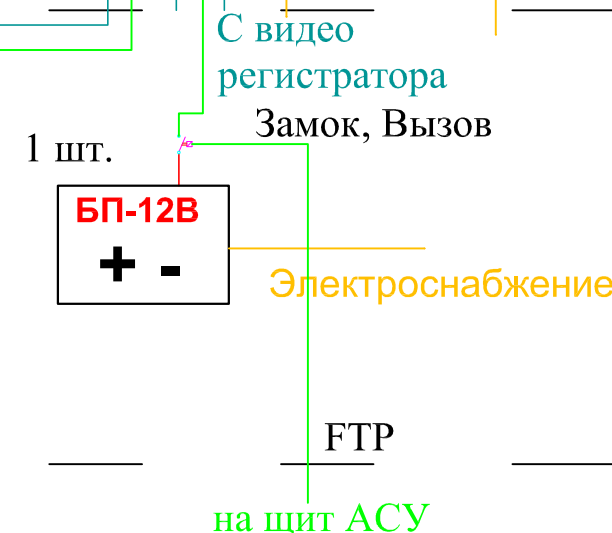 С видео
регистратора
Замок, Вызов
1 шт.
БП-12В
+ -
Электроснабжение
FTP
на щит АСУ